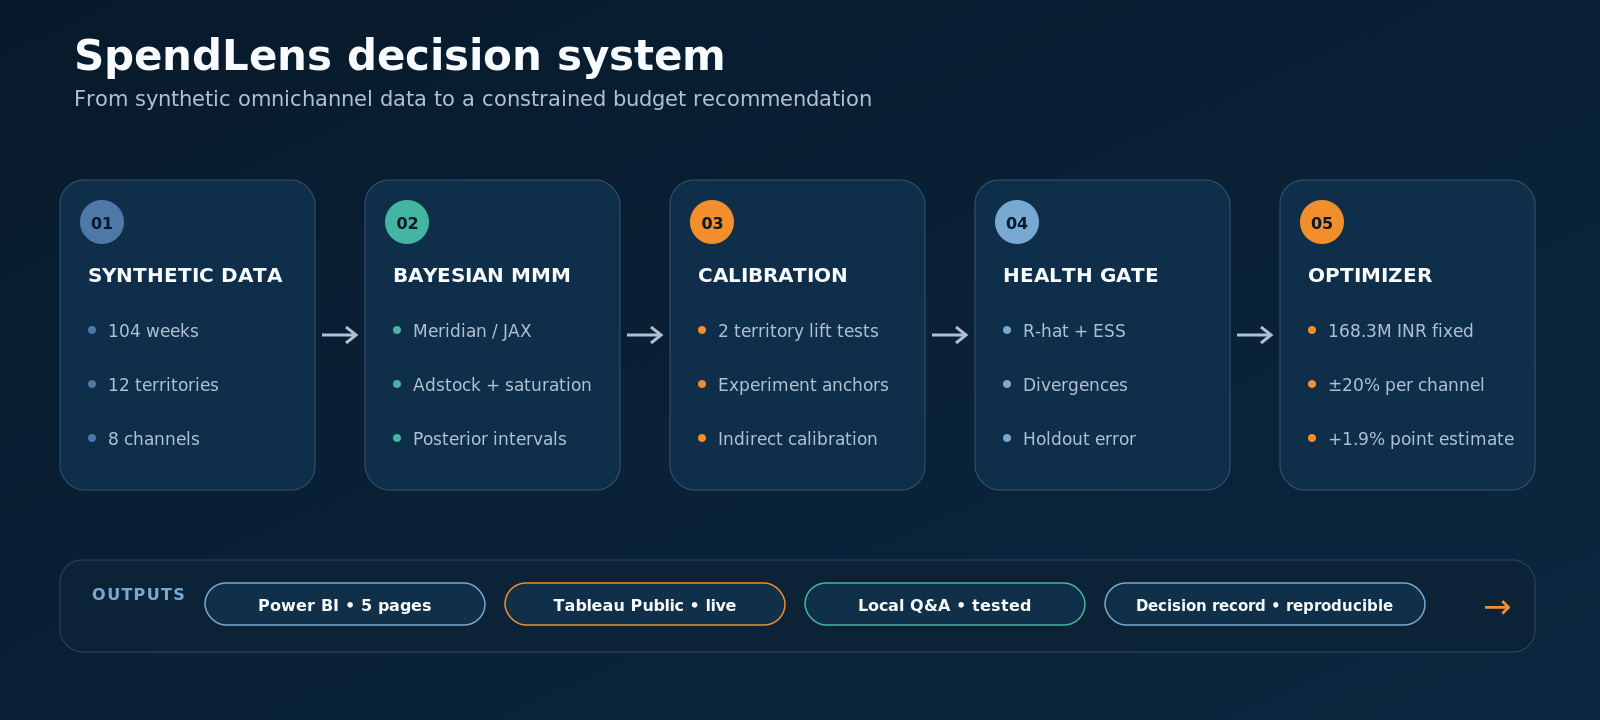 SpendLens decision system
From synthetic omnichannel data to a constrained budget recommendation
01
SYNTHETIC DATA
104 weeks
12 territories
8 channels
02
BAYESIAN MMM
Meridian / JAX
Adstock + saturation
Posterior intervals
03
CALIBRATION
2 territory lift tests
Experiment anchors
Indirect calibration
04
HEALTH GATE
R-hat + ESS
Divergences
Holdout error
05
OPTIMIZER
168.3M INR fixed
±20% per channel
+1.9% point estimate
OUTPUTS
Power BI • 5 pages
Tableau Public • live
Local Q&A • tested
Decision record • reproducible